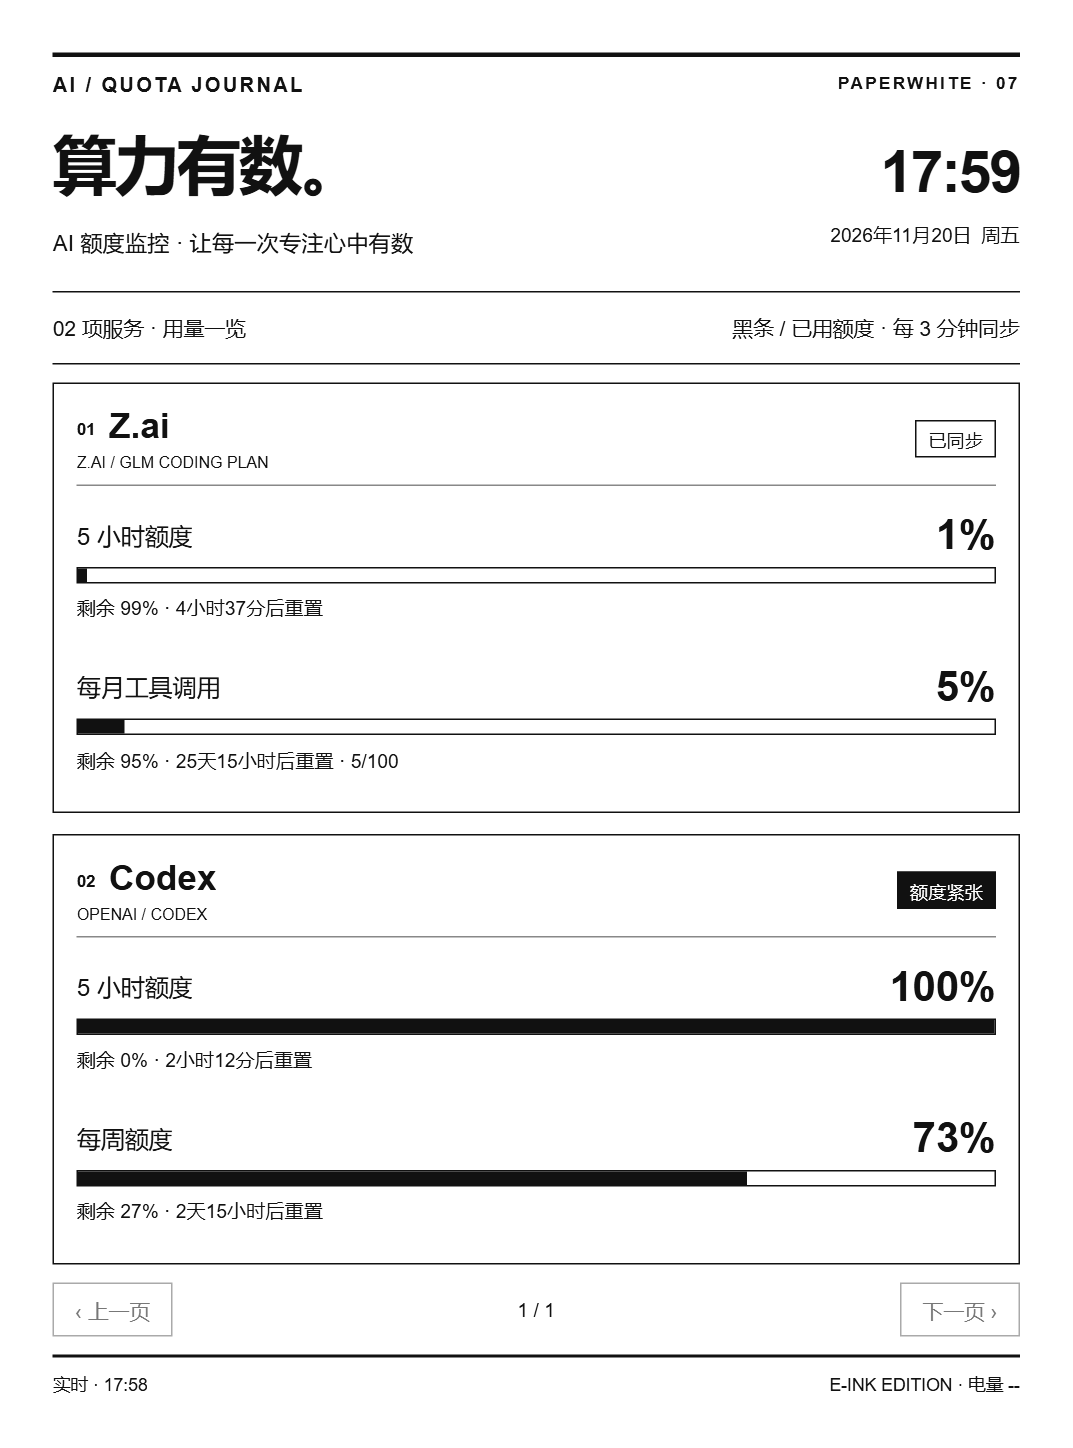 AI / QUOTA JOURNAL
PAPERWHITE · 07
算力有数。
17:59
AI 额度监控 · 让每一次专注心中有数
2026年11月20日 周五
02 项服务 · 用量一览
黑条 / 已用额度 · 每 3 分钟同步
01 Z.ai
已同步
Z.AI / GLM CODING PLAN
5 小时额度
1%
剩余 99% · 4小时37分后重置
每月工具调用
5%
剩余 95% · 25天15小时后重置 · 5/100
02 Codex
额度紧张
OPENAI / CODEX
5 小时额度
100%
剩余 0% · 2小时12分后重置
每周额度
73%
剩余 27% · 2天15小时后重置
‹ 上一页
1 / 1
下一页 ›
实时 · 17:58
E-INK EDITION · 电量 --